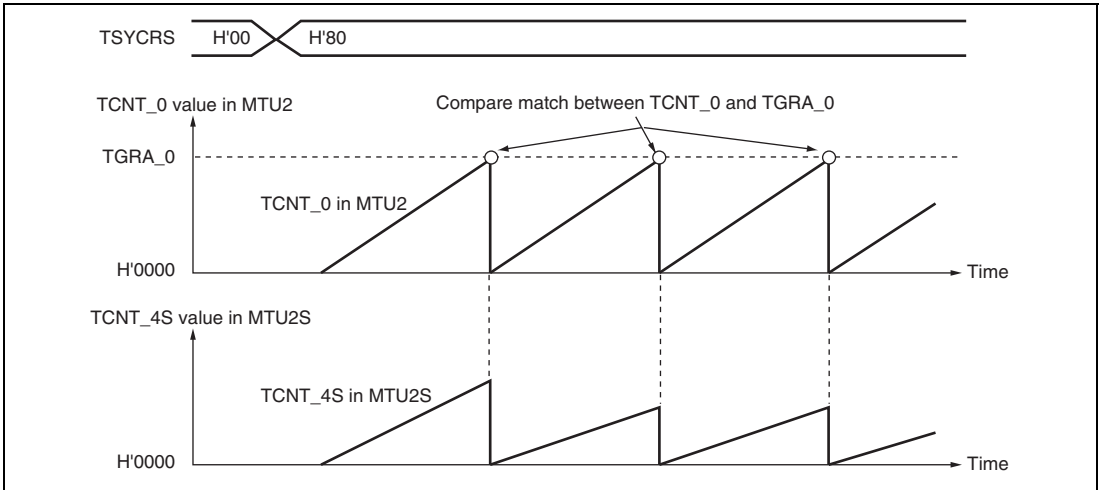 TSYCRS H'00 H'80
TCNT_0 value in MTU2
Compare match between TCNT_0 and TGRA_0
TGRA_0
TCNT_0 in MTU2
H'0000
Time
TCNT_4S value in MTU2S
TCNT_4S in MTU2S
H'0000
Time